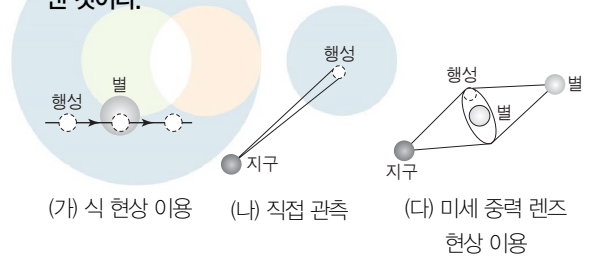 낸 것이다.
행성
별
행성
지구
행성
별
별
지구
(가) 식 현상 이용
(나) 직접 관측
(다) 미세 중력 렌즈
현상 이용